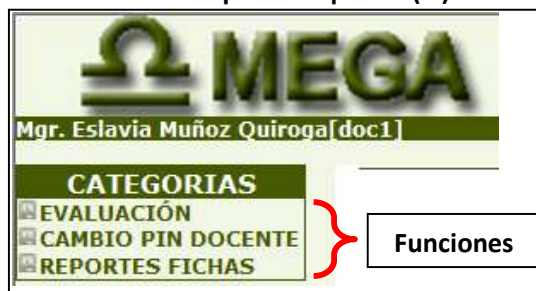 Ω MEGA
Mgr. Eslavia Muñoz Quiroga[doc1]
CATEGORIAS
EVALUACIÓN
CAMBIO PIN DOCENTE
REPORTES FICHAS
Funciones